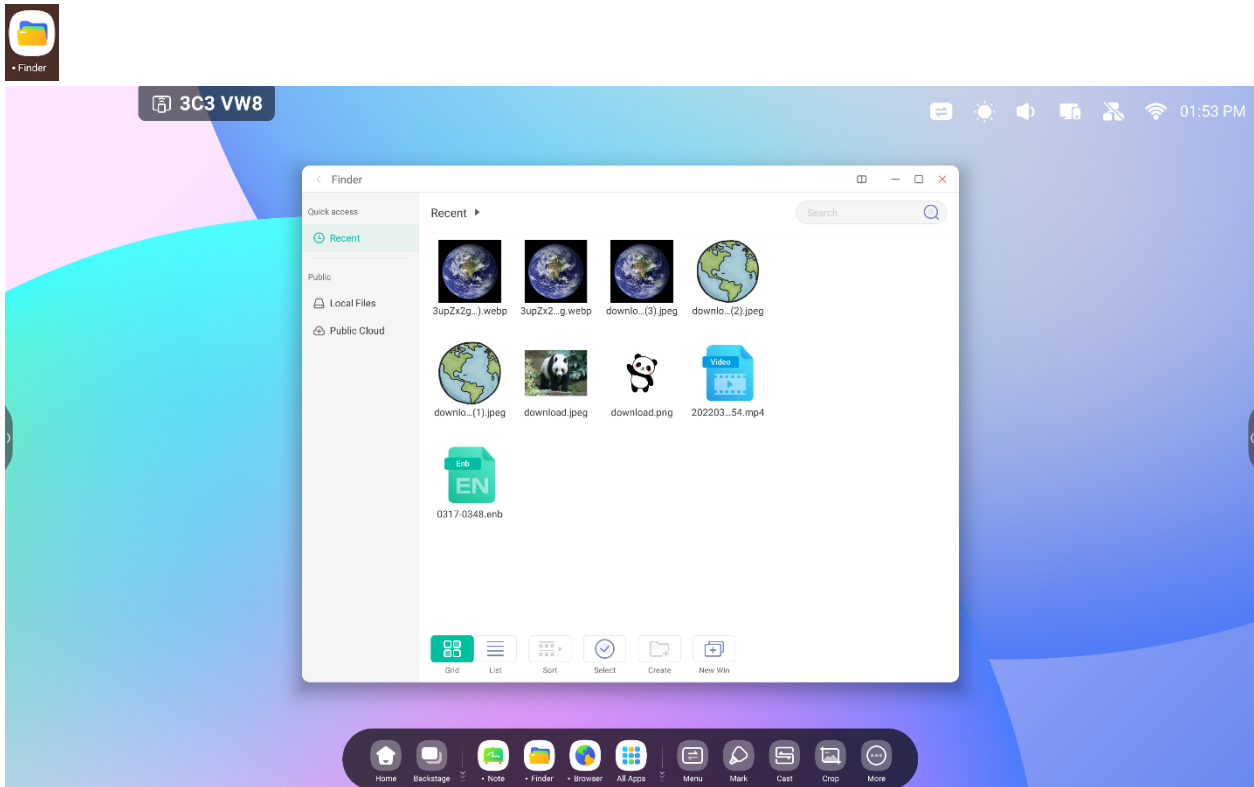 • Finder
3C3 VW8
01:53 PM
Finder
Quick access
Recent
Public
Local Files
Public Cloud
Recent
Search
3upZx2g...).webp
3upZx2...g.webp
downlo...(3).jpeg
downlo...(2).jpeg
downlo...(1).jpeg
download.jpeg
download.png
Video
202203...54.mp4
Enb
EN
0317-0348.enb
Grid
List
Sort
Select
Create
New Win
Home
Backstage
• Note
• Finder
• Browser
All Apps
Menu
Mark
Cast
Crop
More